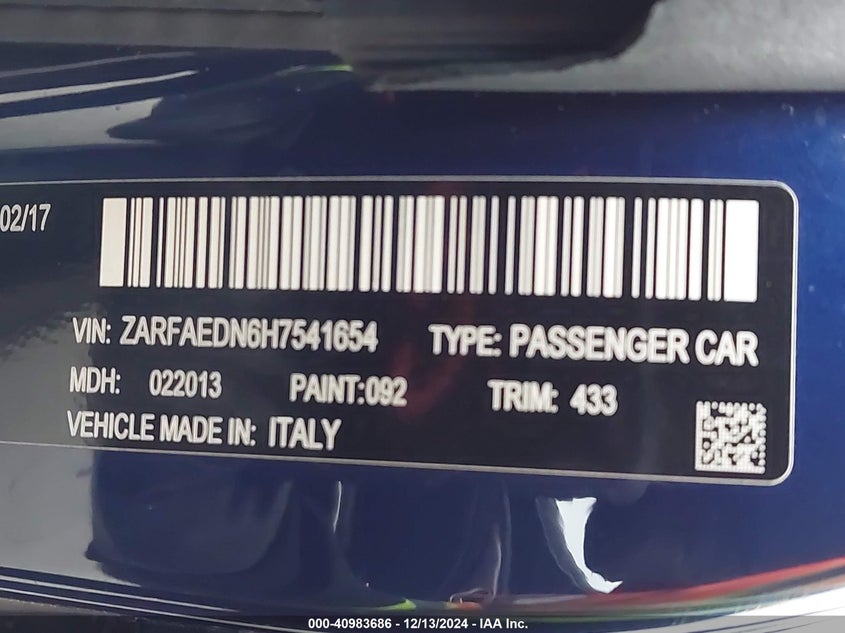 02/17
VIN: ZARFAEDN6H7541654 TYPE: PASSENGER CAR
MDH: 022013 PAINT:092 TRIM: 433
VEHICLE MADE IN: ITALY
000-40983686 - 12/13/2024 - IAA Inc.